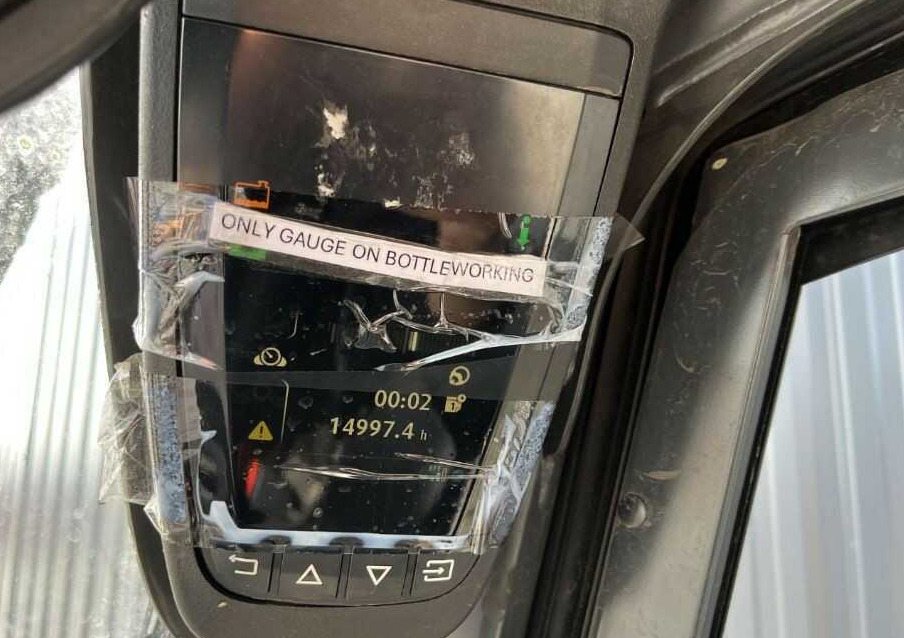 ONLY GAUGE ON BOTTLEWORKING
00:02
14997.4 h